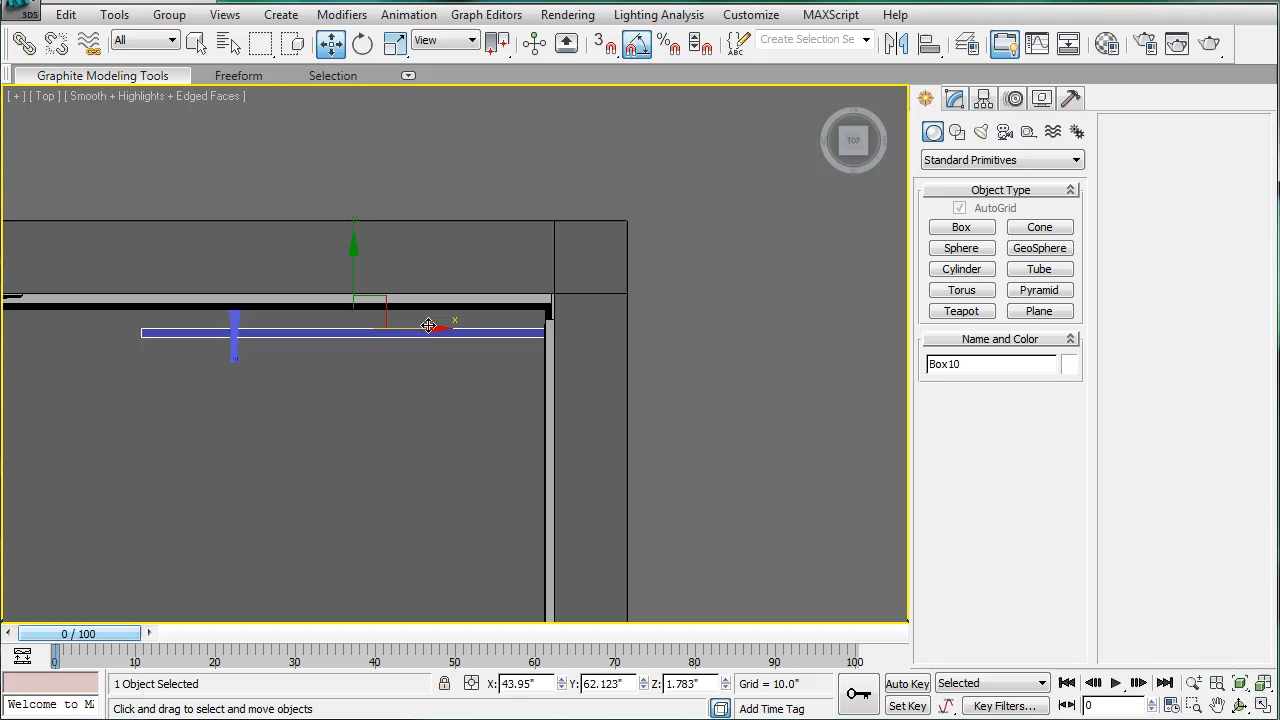 3DS Edit Tools Group Views Create Modifiers Animation Graph Editors Rendering Lighting Analysis Customize MAXScript Help
All View 3 ABC Create Selection Se
Graphite Modeling Tools Freeform Selection
[ + ] [ Top ] [ Smooth + Highlights + Edged Faces ]
TOP
Standard Primitives
Object Type
AutoGrid
Box Cone
Sphere GeoSphere
Cylinder Tube
Torus Pyramid
Teapot Plane
Name and Color
Box10
x
0 / 100
0 10 20 30 40 50 60 70 80 90 100
1 Object Selected X: 43.95" Y: 62.123" Z: 1.783" Grid = 10.0" Auto Key Selected
Welcome to M Click and drag to select and move objects Add Time Tag Set Key Key Filters... 0